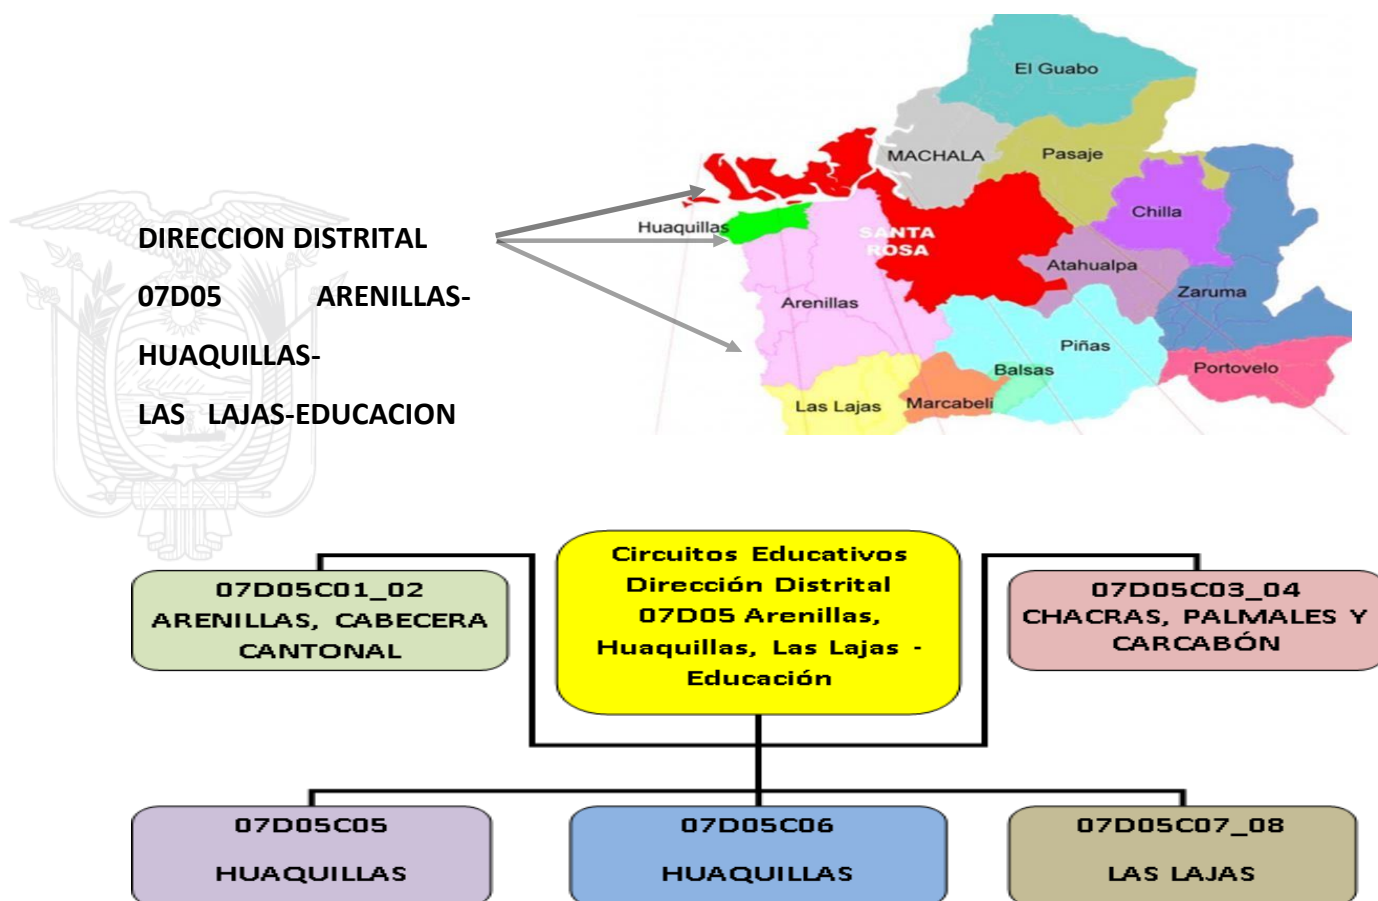 El Guabo
MACHALA
Pasaje
Chilla
Huaquillas
SANTA
ROSA
Atahualpa
Arenillas
Zaruma
Piñas
Balsas
Portovelo
Las Lajas
Marcabeli
DIRECCION DISTRITAL
07D05 ARENILLAS-
HUAQUILLAS-
LAS LAJAS-EDUCACION
Circuitos Educativos
Dirección Distrital
07D05 Arenillas,
Huaquillas, Las Lajas -
Educación
07D05C01_02
ARENILLAS, CABECERA
CANTONAL
07D05C03_04
CHACRAS, PALMALES Y
CARCABÓN
07D05C05
HUAQUILLAS
07D05C06
HUAQUILLAS
07D05C07_08
LAS LAJAS